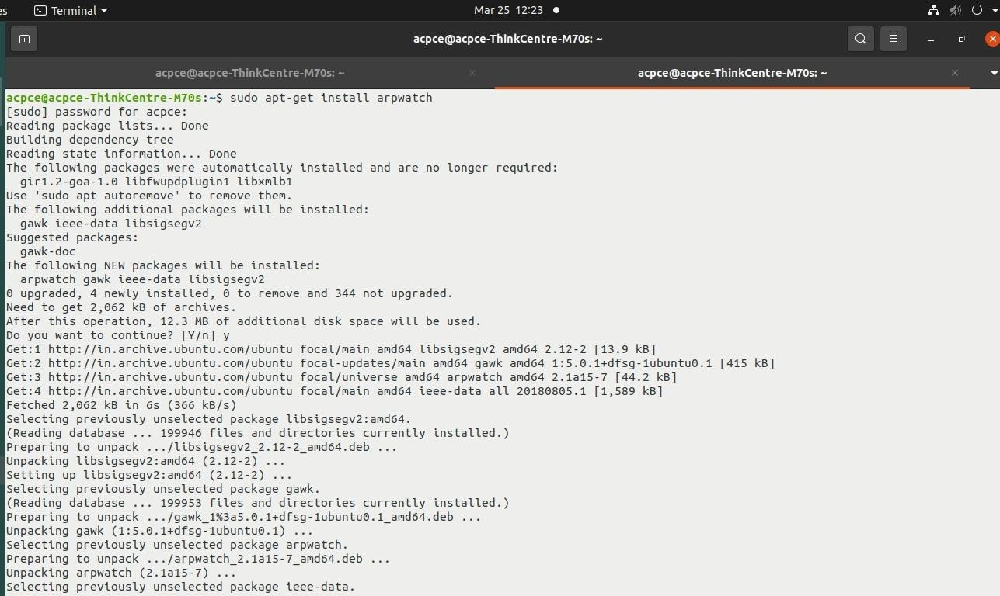 es Terminal Mar 25 12:23
acpce@acpce-ThinkCentre-M70s: ~
acpce@acpce-ThinkCentre-M70s: ~ acpce@acpce-ThinkCentre-M70s: ~
acpce@acpce-ThinkCentre-M70s:~$ sudo apt-get install arpwatch
[sudo] password for acpce:
Reading package lists... Done
Building dependency tree
Reading state information... Done
The following packages were automatically installed and are no longer required:
  gir1.2-goa-1.0 libfwupdplugin1 libxmlb1
Use 'sudo apt autoremove' to remove them.
The following additional packages will be installed:
  gawk ieee-data libsigsegv2
Suggested packages:
  gawk-doc
The following NEW packages will be installed:
  arpwatch gawk ieee-data libsigsegv2
0 upgraded, 4 newly installed, 0 to remove and 344 not upgraded.
Need to get 2,062 kB of archives.
After this operation, 12.3 MB of additional disk space will be used.
Do you want to continue? [Y/n] y
Get:1 http://in.archive.ubuntu.com/ubuntu focal/main amd64 libsigsegv2 amd64 2.12-2 [13.9 kB]
Get:2 http://in.archive.ubuntu.com/ubuntu focal-updates/main amd64 gawk amd64 1:5.0.1+dfsg-1ubuntu0.1 [415 kB]
Get:3 http://in.archive.ubuntu.com/ubuntu focal/universe amd64 arpwatch amd64 2.1a15-7 [44.2 kB]
Get:4 http://in.archive.ubuntu.com/ubuntu focal/main amd64 ieee-data all 20180805.1 [1,589 kB]
Fetched 2,062 kB in 6s (366 kB/s)
Selecting previously unselected package libsigsegv2:amd64.
(Reading database ... 199946 files and directories currently installed.)
Preparing to unpack .../libsigsegv2_2.12-2_amd64.deb ...
Unpacking libsigsegv2:amd64 (2.12-2) ...
Setting up libsigsegv2:amd64 (2.12-2) ...
Selecting previously unselected package gawk.
(Reading database ... 199953 files and directories currently installed.)
Preparing to unpack .../gawk_1%3a5.0.1+dfsg-1ubuntu0.1_amd64.deb ...
Unpacking gawk (1:5.0.1+dfsg-1ubuntu0.1) ...
Selecting previously unselected package arpwatch.
Preparing to unpack .../arpwatch_2.1a15-7_amd64.deb ...
Unpacking arpwatch (2.1a15-7) ...
Selecting previously unselected package ieee-data.